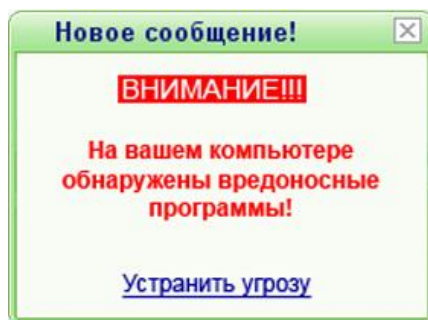 Новое сообщение!
ВНИМАНИЕ!!!
На вашем компьютере
обнаружены вредоносные
программы!
Устранить угрозу